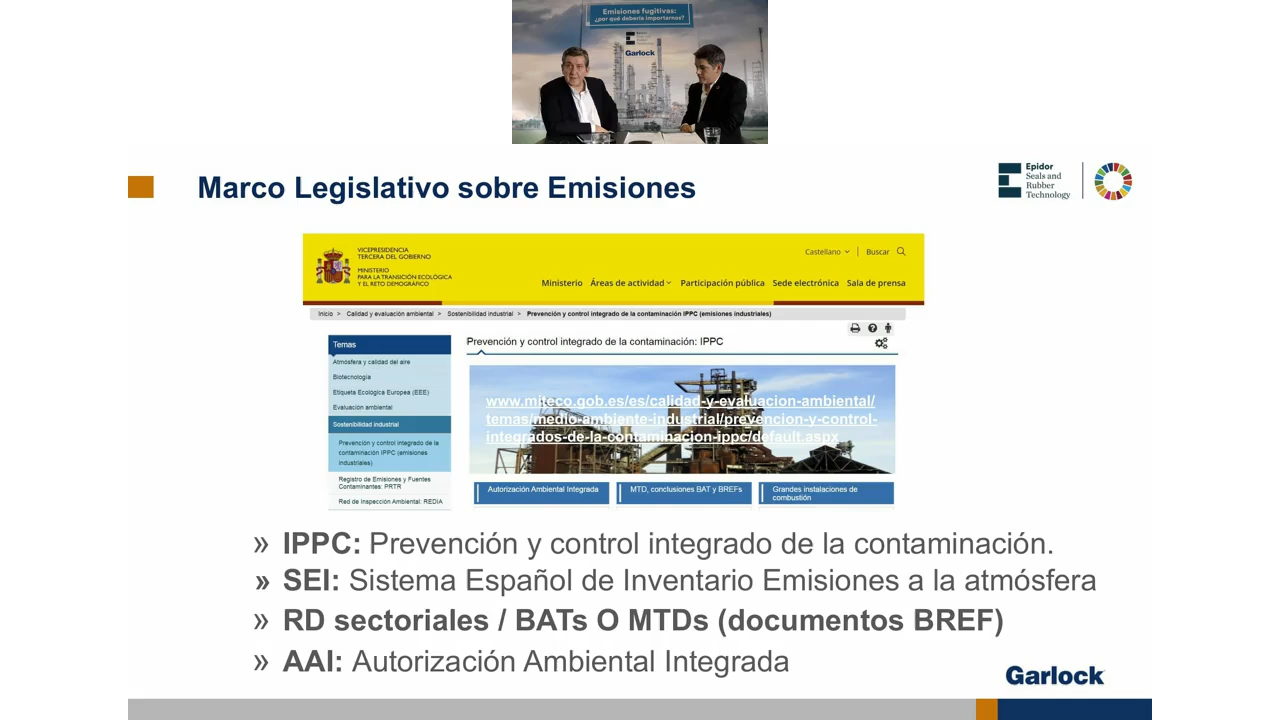 Emisiones fugitivas:
¿por qué debería importarnos?
Garlock
Marco Legislativo sobre Emisiones
Epidor
Seals and
Rubber
Technology
VICEPRESIDENCIA
TERCERA DEL GOBIERNO
MINISTERIO
PARA LA TRANSICIÓN ECOLÓGICA
Y EL RETO DEMOGRÁFICO
Castellano
Buscar
Ministerio Áreas de actividad Participación pública Sede electrónica Sala de prensa
Inicio > Calidad y evaluación ambiental > Sostenibilidad industrial > Prevención y control integrado de la contaminación IPPC (emisiones industriales)
Temas
Atmósfera y calidad del aire
Biotecnología
Etiqueta Ecológica Europea (EEE)
Evaluación ambiental
Sostenibilidad industrial
Prevención y control integrado de la
contaminación IPPC (emisiones
industriales)
Registro de Emisiones y Fuentes
Contaminantes: PRTR
Red de Inspección Ambiental: REDIA
Prevención y control integrado de la contaminación: IPPC
www.miteco.gob.es/es/calidad-y-evaluacion-ambiental/
temas/medio-ambiente-industrial/prevencion-y-control-
integrados-de-la-contaminacion-ippc/default.aspx
Autorización Ambiental Integrada
MTD, conclusiones BAT y BREFs
Grandes instalaciones de
combustión
» IPPC: Prevención y control integrado de la contaminación.
» SEI: Sistema Español de Inventario Emisiones a la atmósfera
» RD sectoriales / BATs O MTDs (documentos BREF)
» AAI: Autorización Ambiental Integrada
Garlock